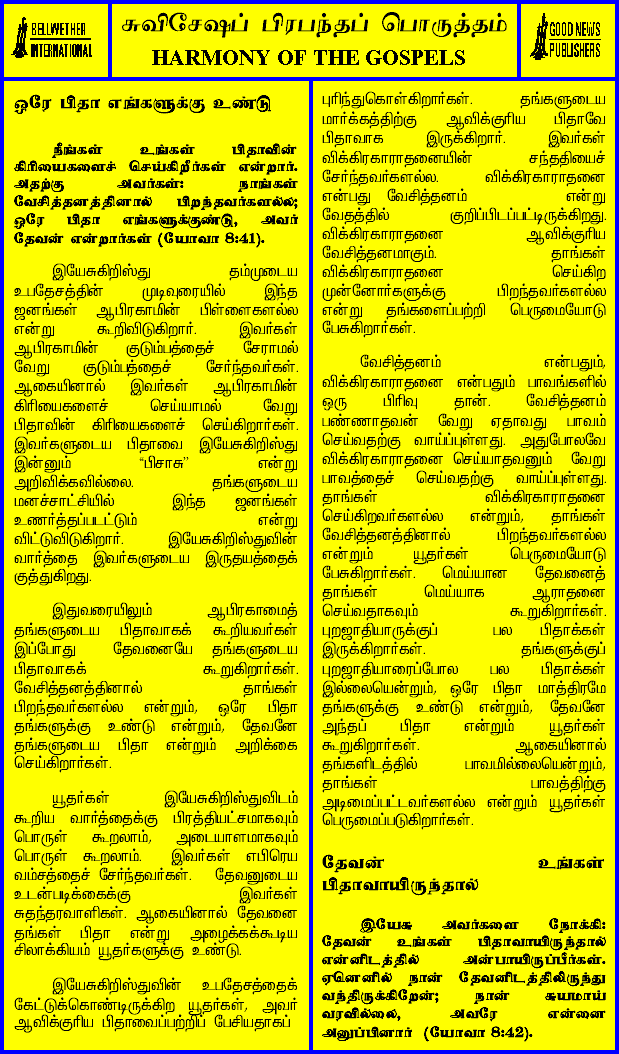 BELLWETHER
INTERNATIONAL
சுவிசேஷப் பிரபந்தப் பொருத்தம்
HARMONY OF THE GOSPELS
GOOD NEWS
PUBLISHERS
ஒரே பிதா எங்களுக்கு உண்டு
நீங்கள் உங்கள் பிதாவின்
கிரியைகளைச் செய்கிறீர்கள் என்றார்.
அதற்கு அவர்கள்: நாங்கள்
வேசித்தனத்தினால் பிறந்தவர்களல்ல;
ஒரே பிதா எங்களுக்குண்டு, அவர்
தேவன் என்றார்கள் (யோவா 8:41).
இயேசுகிறிஸ்து தம்முடைய
உபதேசத்தின் முடிவுரையில் இந்த
ஜனங்கள் ஆபிரகாமின் பிள்ளைகளல்ல
என்று கூறிவிடுகிறார். இவர்கள்
ஆபிரகாமின் குடும்பத்தைச் சேராமல்
வேறு குடும்பத்தைச் சேர்ந்தவர்கள்.
ஆகையினால் இவர்கள் ஆபிரகாமின்
கிரியைகளைச் செய்யாமல் வேறு
பிதாவின் கிரியைகளைச் செய்கிறார்கள்.
இவர்களுடைய பிதாவை இயேசுகிறிஸ்து
இன்னும் “பிசாசு” என்று
அறிவிக்கவில்லை. தங்களுடைய
மனச்சாட்சியில் இந்த ஜனங்கள்
உணர்த்தப்படட்டும் என்று
விட்டுவிடுகிறார். இயேசுகிறிஸ்துவின்
வார்த்தை இவர்களுடைய இருதயத்தைக்
குத்துகிறது.
இதுவரையிலும் ஆபிரகாமைத்
தங்களுடைய பிதாவாகக் கூறியவர்கள்
இப்போது தேவனையே தங்களுடைய
பிதாவாகக் கூறுகிறார்கள்.
வேசித்தனத்தினால் தாங்கள்
பிறந்தவர்களல்ல என்றும், ஒரே பிதா
தங்களுக்கு உண்டு என்றும், தேவனே
தங்களுடைய பிதா என்றும் அறிக்கை
செய்கிறார்கள்.
யூதர்கள் இயேசுகிறிஸ்துவிடம்
கூறிய வார்த்தைக்கு பிரத்தியட்சமாகவும்
பொருள் கூறலாம், அடையாளமாகவும்
பொருள் கூறலாம். இவர்கள் எபிரெய
வம்சத்தைச் சேர்ந்தவர்கள். தேவனுடைய
உடன்படிக்கைக்கு இவர்கள்
சுதந்தரவாளிகள். ஆகையினால் தேவனை
தங்கள் பிதா என்று அழைக்கக்கூடிய
சிலாக்கியம் யூதர்களுக்கு உண்டு.
இயேசுகிறிஸ்துவின் உபதேசத்தைக்
கேட்டுக்கொண்டிருக்கிற யூதர்கள், அவர்
ஆவிக்குரிய பிதாவைப்பற்றிப் பேசியதாகப்
புரிந்துகொள்கிறார்கள். தங்களுடைய
மார்க்கத்திற்கு ஆவிக்குரிய பிதாவே
பிதாவாக இருக்கிறார். இவர்கள்
விக்கிரகாராதனையின் சந்ததியைச்
சேர்ந்தவர்களல்ல. விக்கிரகாராதனை
என்பது வேசித்தனம் என்று
வேதத்தில் குறிப்பிடப்பட்டிருக்கிறது.
விக்கிரகாராதனை ஆவிக்குரிய
வேசித்தனமாகும். தாங்கள்
விக்கிரகாராதனை செய்கிற
முன்னோர்களுக்கு பிறந்தவர்களல்ல
என்று தங்களைப்பற்றி பெருமையோடு
பேசுகிறார்கள்.
வேசித்தனம் என்பதும்,
விக்கிரகாராதனை என்பதும் பாவங்களில்
ஒரு பிரிவு தான். வேசித்தனம்
பண்ணாதவன் வேறு ஏதாவது பாவம்
செய்வதற்கு வாய்ப்புள்ளது. அதுபோலவே
விக்கிரகாராதனை செய்யாதவனும் வேறு
பாவத்தைச் செய்வதற்கு வாய்ப்புள்ளது.
தாங்கள் விக்கிரகாராதனை
செய்கிறவர்களல்ல என்றும், தாங்கள்
வேசித்தனத்தினால் பிறந்தவர்களல்ல
என்றும் யூதர்கள் பெருமையோடு
பேசுகிறார்கள். மெய்யான தேவனைத்
தாங்கள் மெய்யாக ஆராதனை
செய்வதாகவும் கூறுகிறார்கள்.
புறஜாதியாருக்குப் பல பிதாக்கள்
இருக்கிறார்கள். தங்களுக்குப்
புறஜாதியாரைப்போல பல பிதாக்கள்
இல்லையென்றும், ஒரே பிதா மாத்திரமே
தங்களுக்கு உண்டு என்றும், தேவனே
அந்தப் பிதா என்றும் யூதர்கள்
கூறுகிறார்கள். ஆகையினால்
தங்களிடத்தில் பாவமில்லையென்றும்,
தாங்கள் பாவத்திற்கு
அடிமைப்பட்டவர்களல்ல என்றும் யூதர்கள்
பெருமைப்படுகிறார்கள்.
தேவன் உங்கள்
பிதாவாயிருந்தால்
இயேசு அவர்களை நோக்கி:
தேவன் உங்கள் பிதாவாயிருந்தால்
என்னிடத்தில் அன்பாயிருப்பீர்கள்.
ஏனெனில் நான் தேவனிடத்திலிருந்து
வந்திருக்கிறேன்; நான் சுயமாய்
வரவில்லை, அவரே என்னை
அனுப்பினார் (யோவா 8:42).